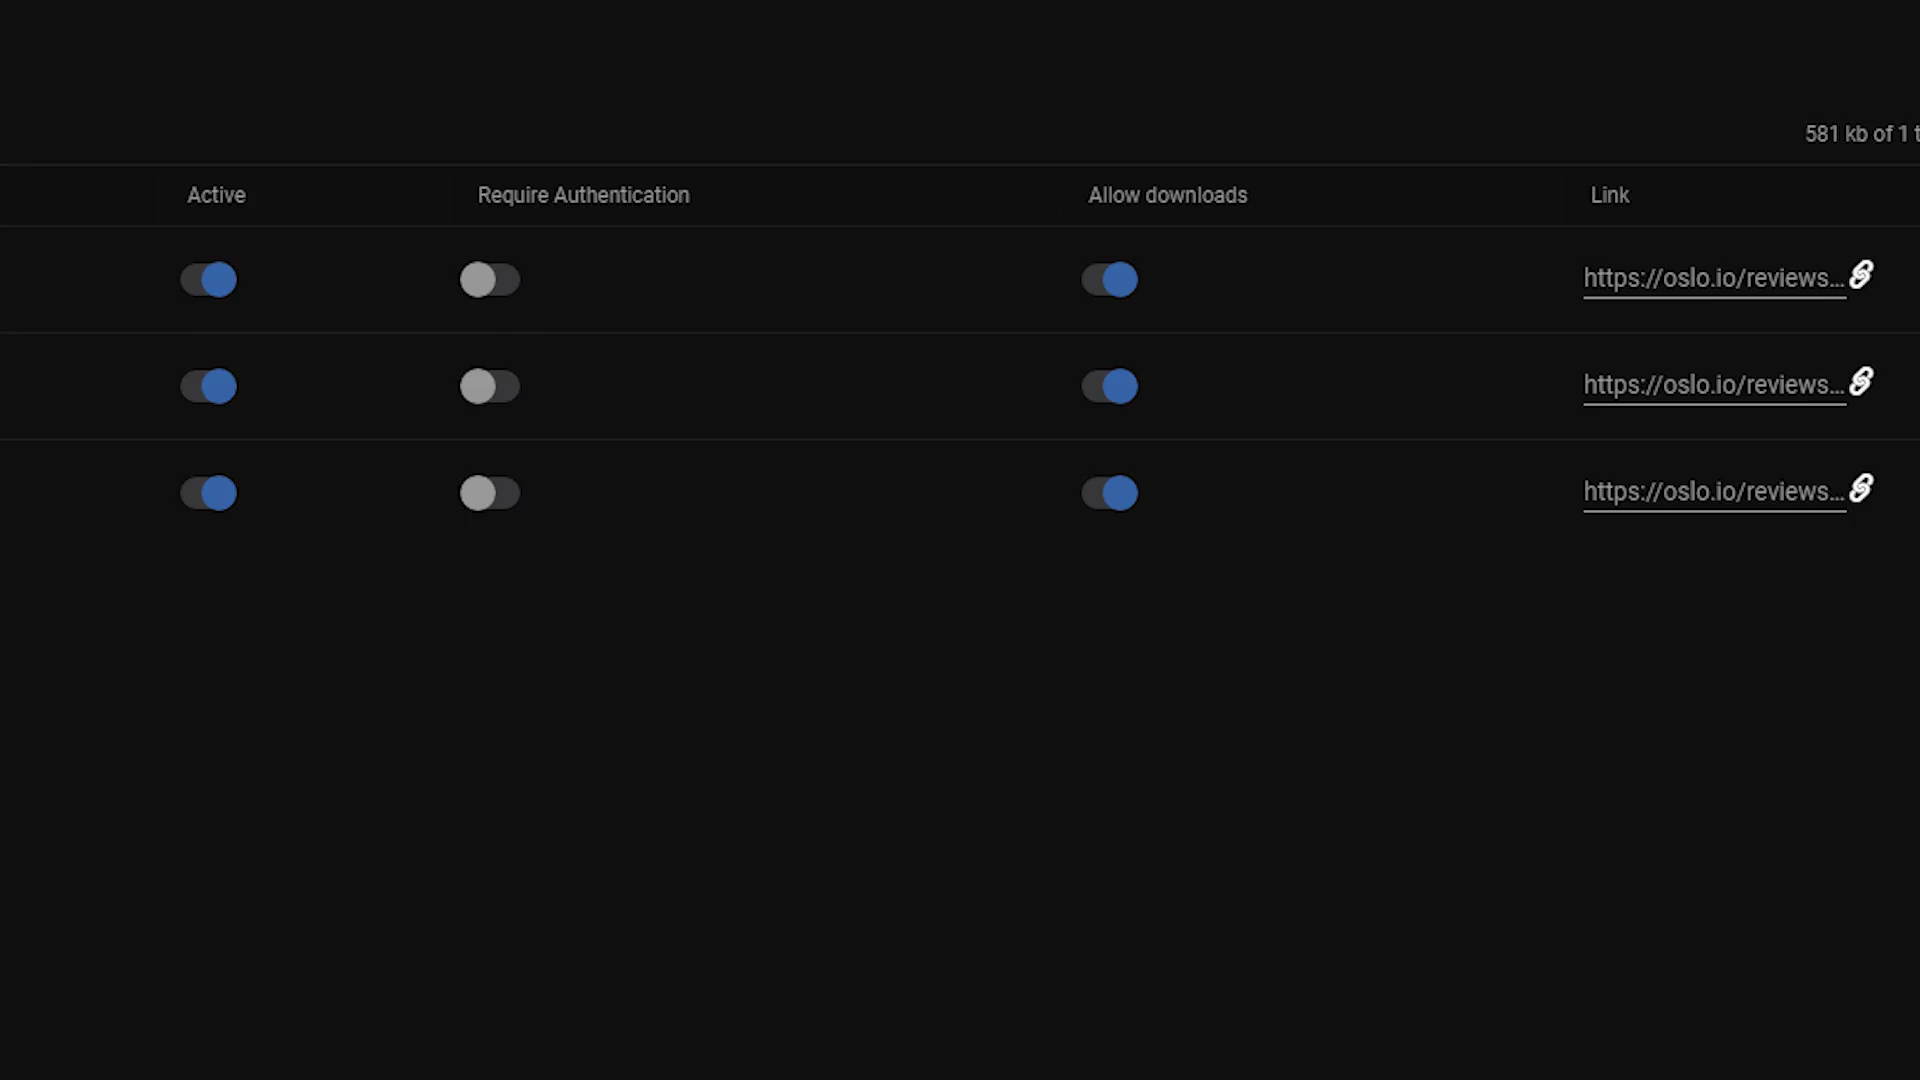 581 kb of 1 t
Active Require Authentication Allow downloads Link
https://oslo.io/reviews...
https://oslo.io/reviews...
https://oslo.io/reviews...